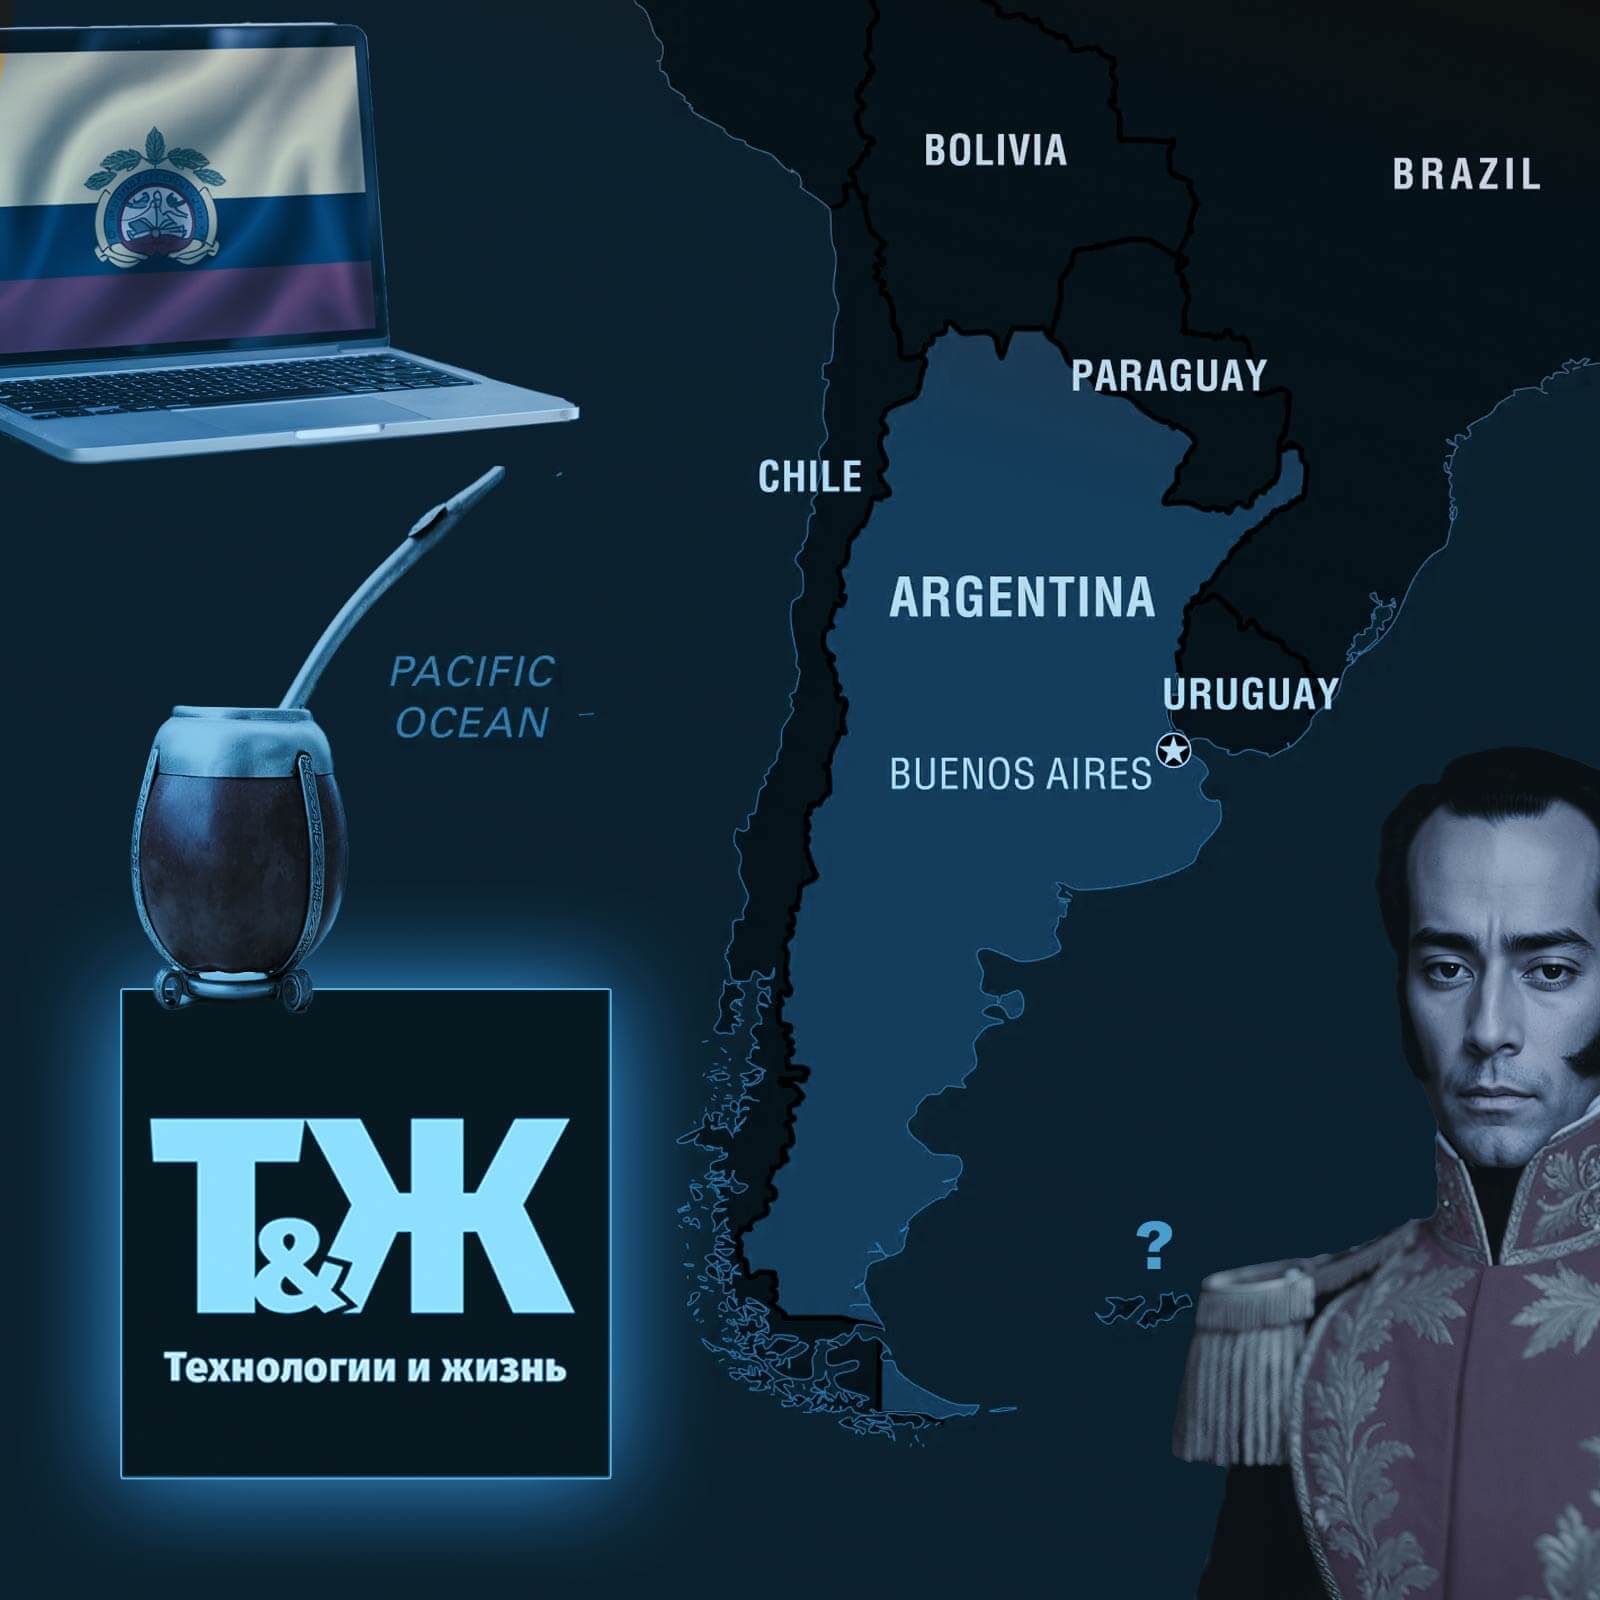 BOLIVIA
BRAZIL
PARAGUAY
CHILE
ARGENTINA
PACIFIC
OCEAN
URUGUAY
BUENOS AIRES
Т&Ж
Технологии и жизнь
?